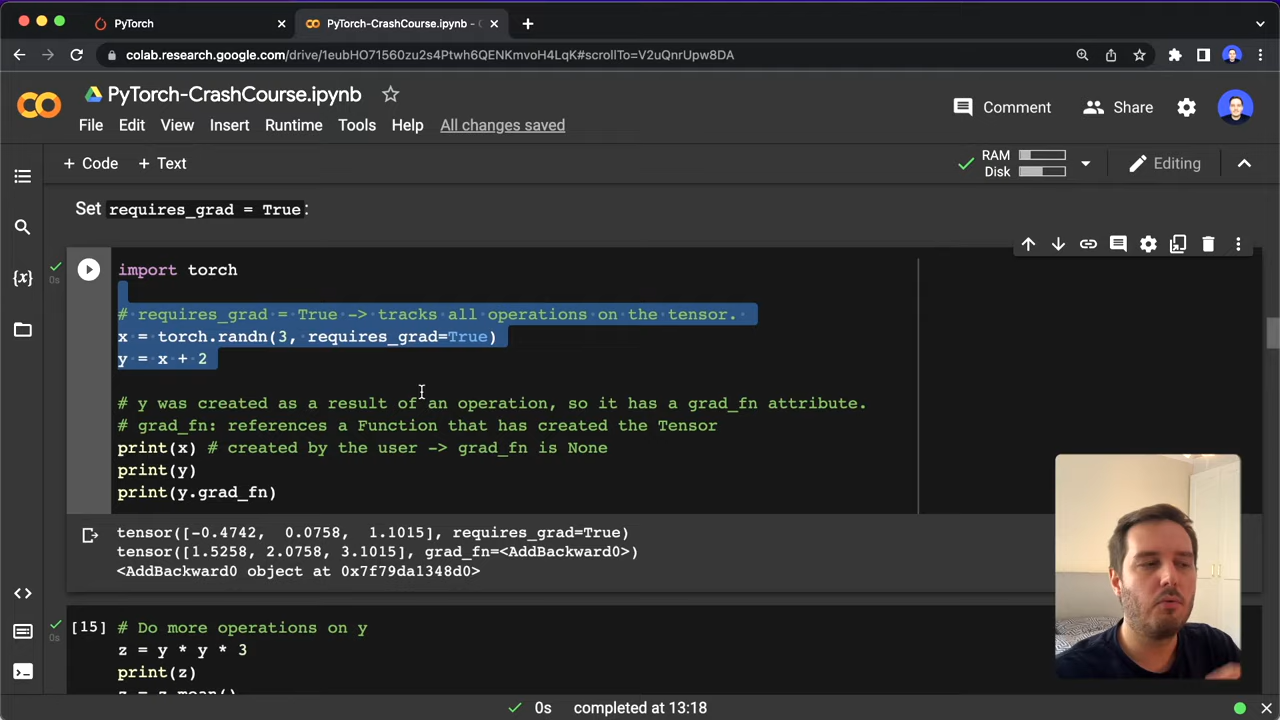 PyTorch
PyTorch-CrashCourse.ipynb - C
colab.research.google.com/drive/1eubHO71560zu2s4Ptwh6QENKmvoH4LqK#scrollTo=V2uQnrUpw8DA
PyTorch-CrashCourse.ipynb
Comment
Share
File Edit View Insert Runtime Tools Help All changes saved
+ Code + Text
RAM
Disk
Editing
Set requires_grad = True:
0s
import torch
# requires_grad = True -> tracks all operations on the tensor.
x = torch.randn(3, requires_grad=True)
y = x + 2
# y was created as a result of an operation, so it has a grad_fn attribute.
# grad_fn: references a Function that has created the Tensor
print(x) # created by the user -> grad_fn is None
print(y)
print(y.grad_fn)
tensor([-0.4742, 0.0758, 1.1015], requires_grad=True)
tensor([1.5258, 2.0758, 3.1015], grad_fn=<AddBackward0>)
<AddBackward0 object at 0x7f79da1348d0>
[15] # Do more operations on y
0s
z = y * y * 3
print(z)
z = z.mean()
0s completed at 13:18